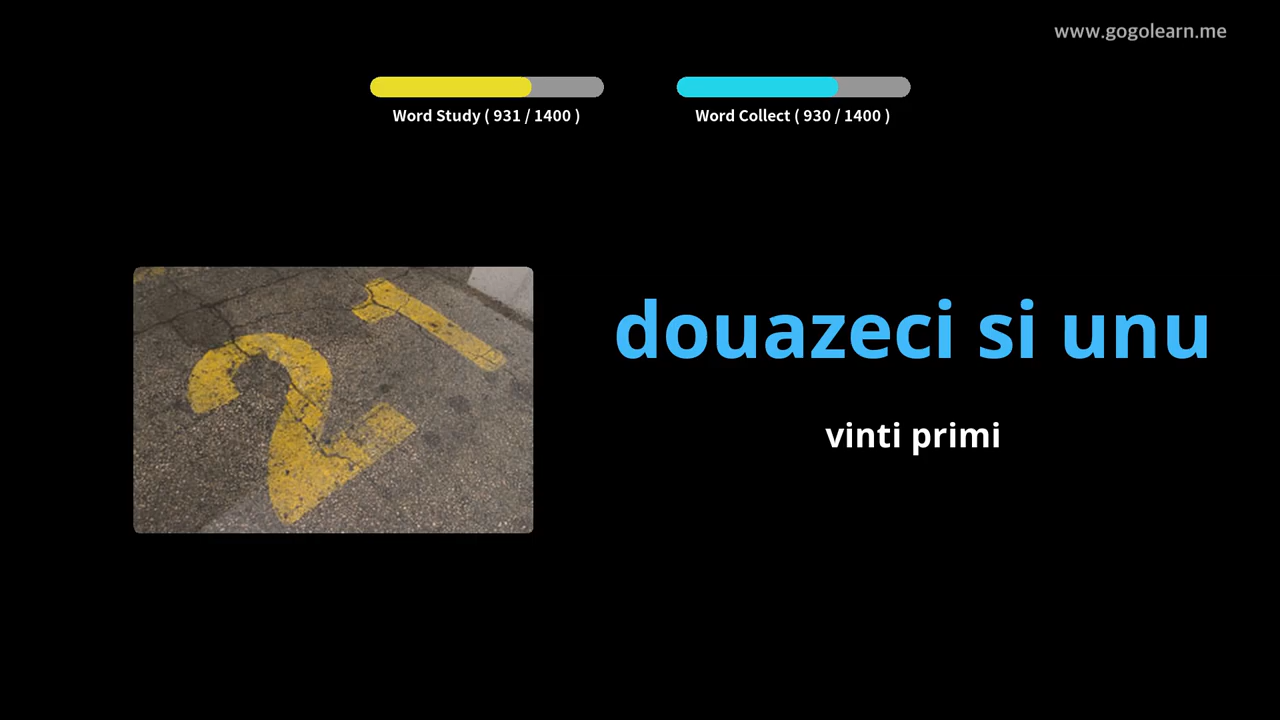 www.gogolearn.me
Word Study ( 931 / 1400 )
Word Collect ( 930 / 1400 )
21
douazeci si unu
vinti primi